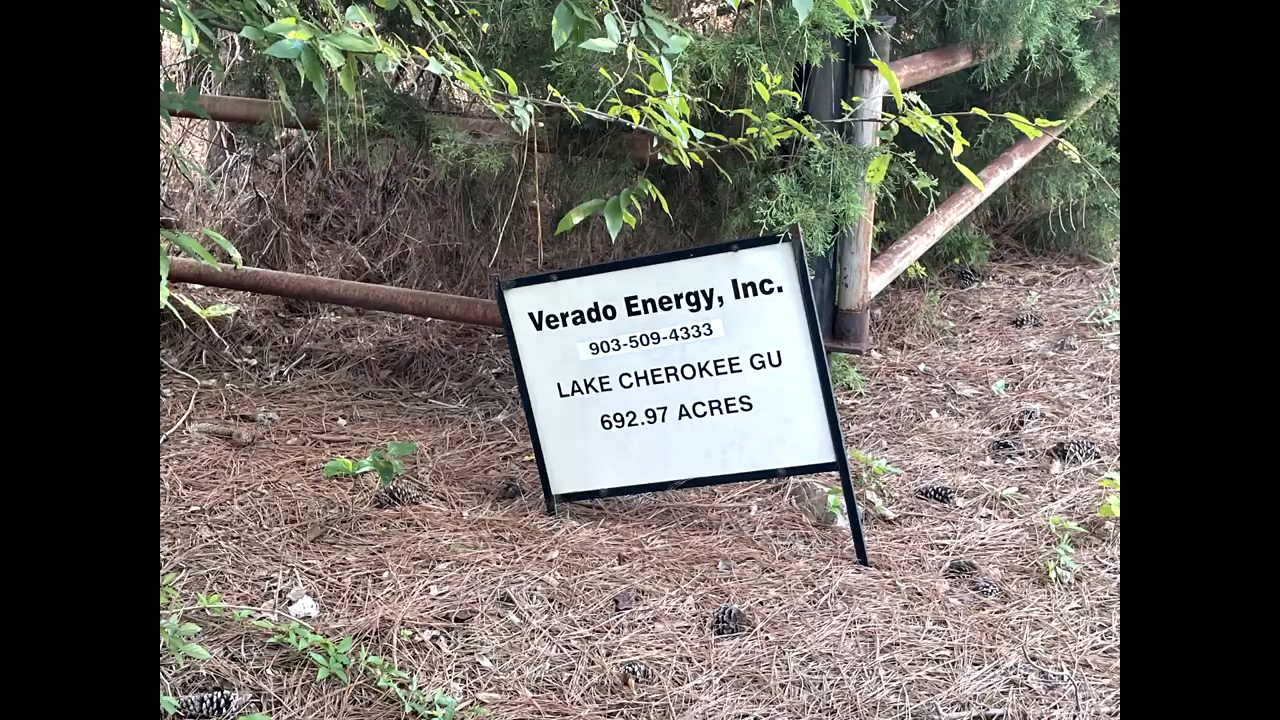 Verado Energy, Inc.
903-509-4333
LAKE CHEROKEE GU
692.97 ACRES